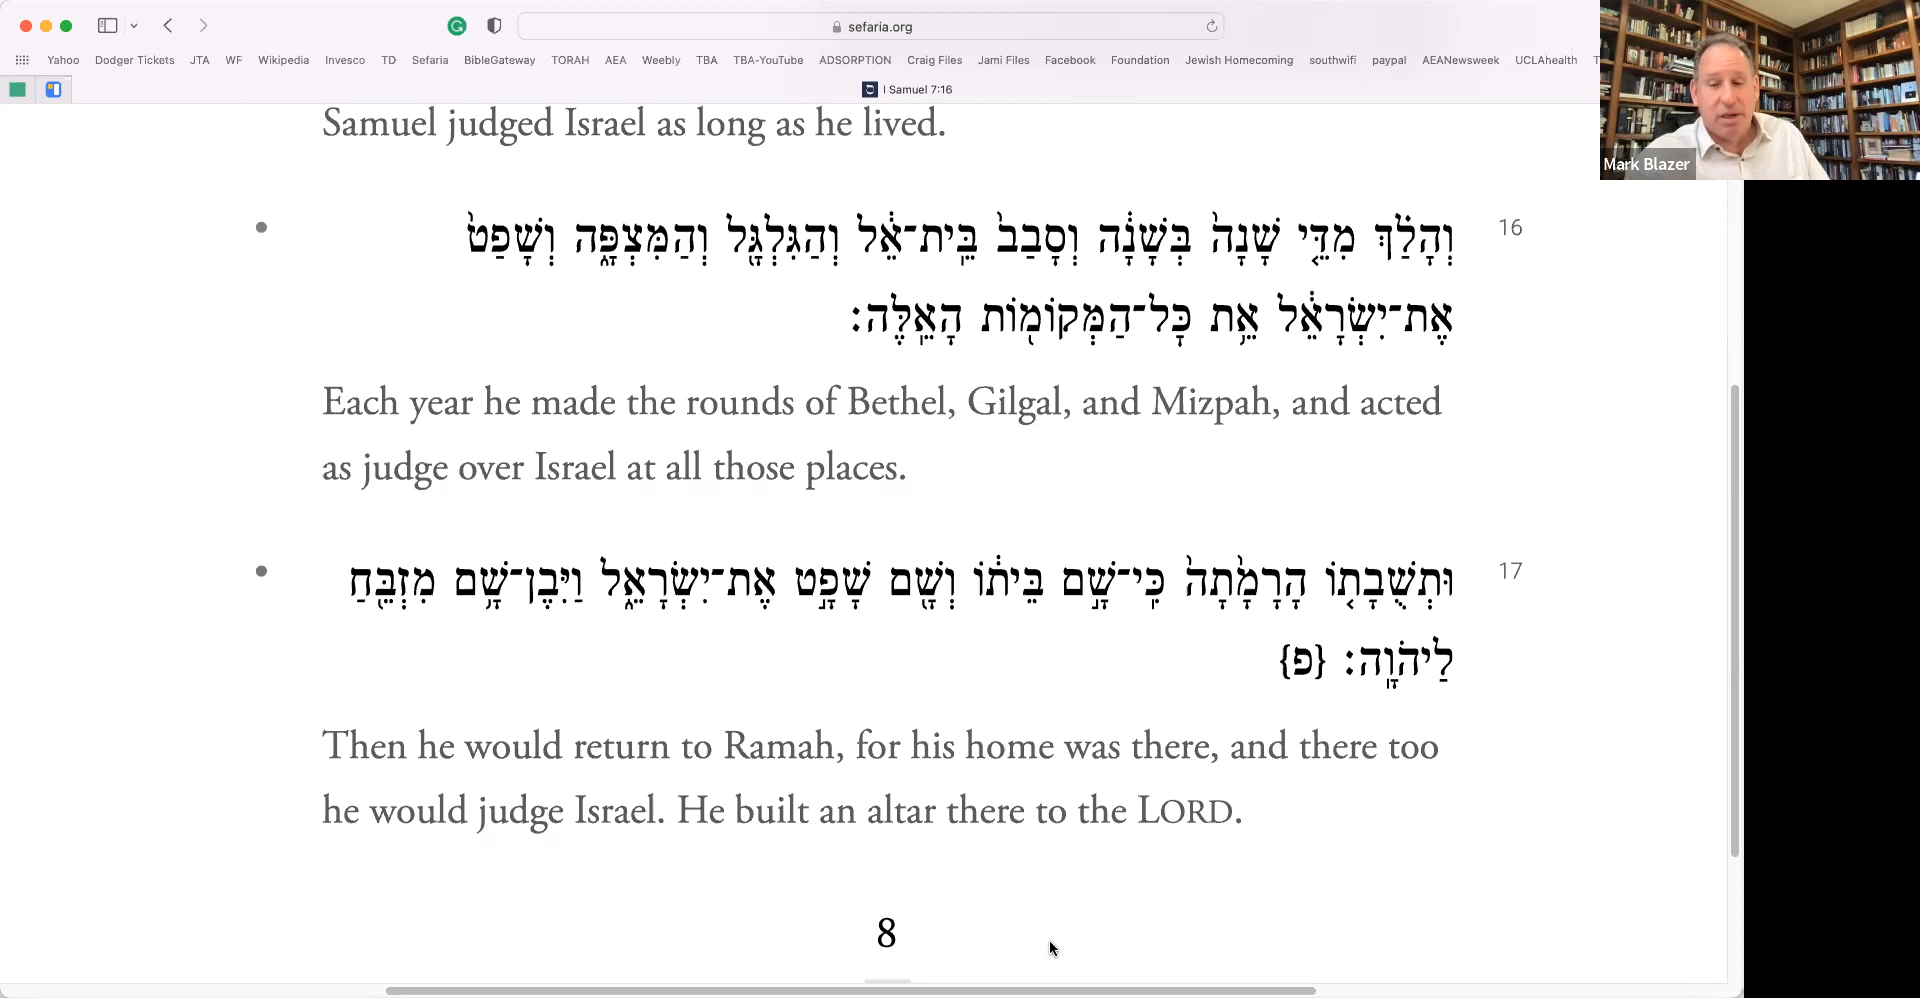 sefaria.org
Yahoo Dodger Tickets JTA WF Wikipedia Invesco TD Sefaria BibleGateway TORAH AEA Weebly TBA TBA-YouTube ADSORPTION Craig Files Jami Files Facebook Foundation Jewish Homecoming southwifi paypal AEANewsweek UCLAhealth T
I Samuel 7:16
Mark Blazer
Samuel judged Israel as long as he lived.
16
וְהָלַ֗ךְ מִדֵּ֤י שָׁנָה֙ בְּשָׁנָ֔ה וְסָבַב֙ בֵּֽית־אֵ֔ל וְהַגִּלְגָּ֖ל וְהַמִּצְפָּ֑ה וְשָׁפַט֙
אֶת־יִשְׂרָאֵ֔ל אֵ֥ת כׇּל־הַמְּקוֹמ֖וֹת הָאֵֽלֶּה׃
Each year he made the rounds of Bethel, Gilgal, and Mizpah, and acted
as judge over Israel at all those places.
17
וּתְשֻׁבָת֤וֹ הָרָמָ֙תָה֙ כִּֽי־שָׁ֣ם בֵּית֔וֹ וְשָׁ֖ם שָׁפָ֣ט אֶת־יִשְׂרָאֵ֑ל וַיִּֽבֶן־שָׁ֥ם מִזְבֵּ֖חַ
לַיהֹוָֽה׃ {פ}
Then he would return to Ramah, for his home was there, and there too
he would judge Israel. He built an altar there to the LORD.
8